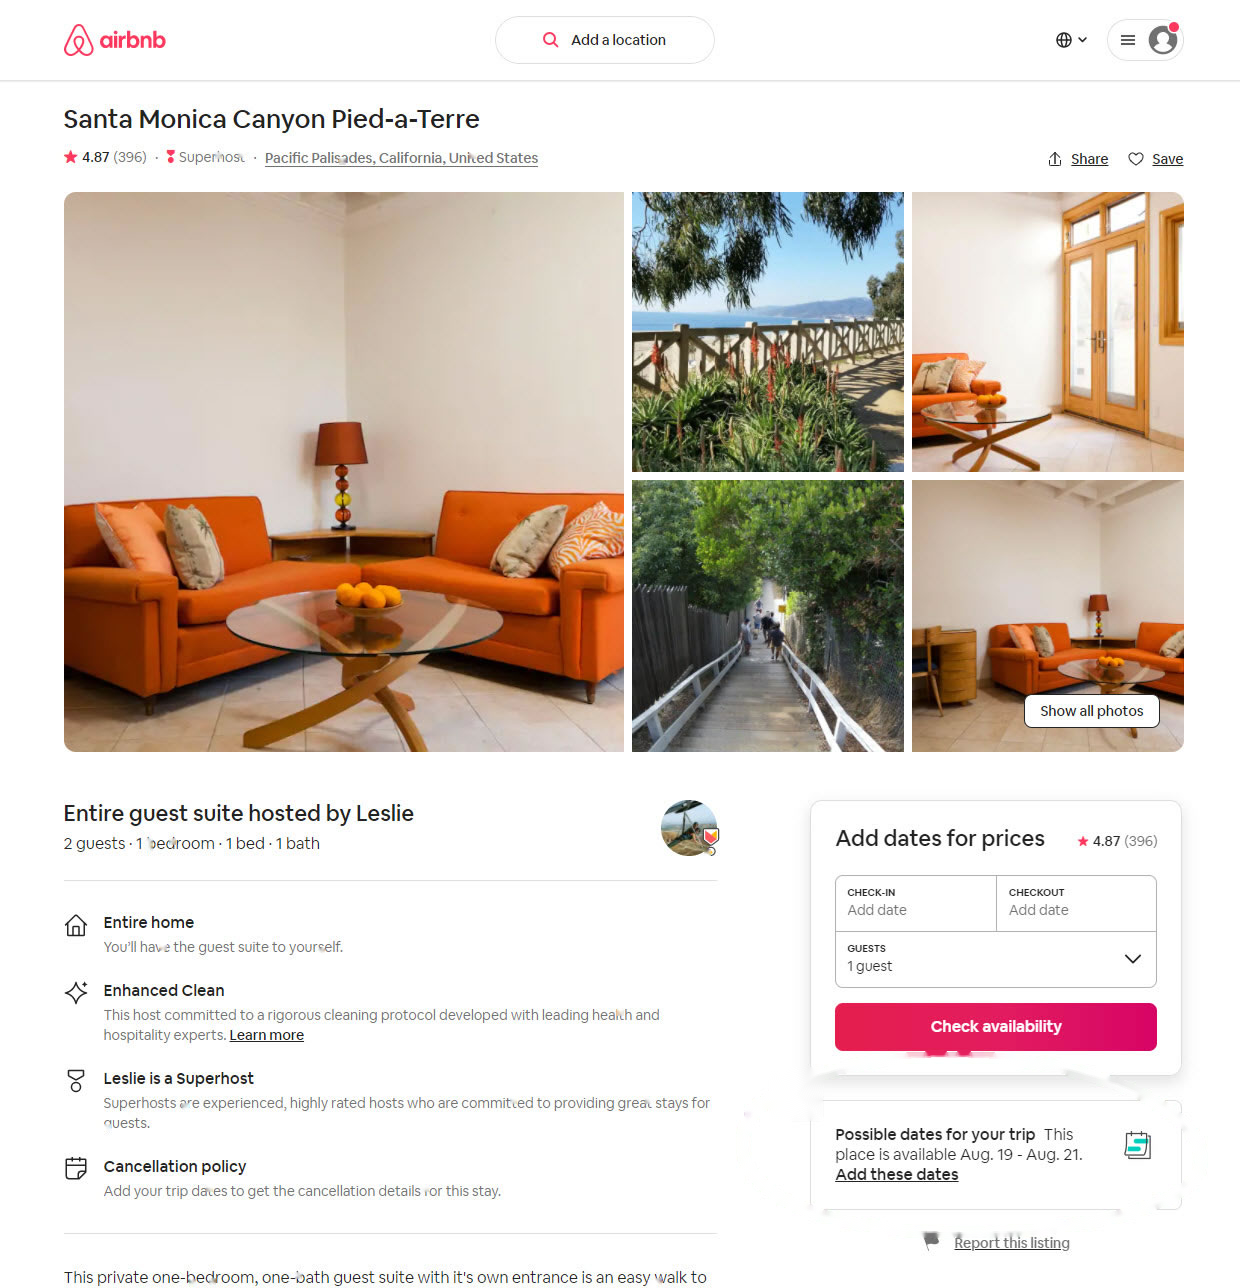 airbnb
Add a location
Santa Monica Canyon Pied-a-Terre
4.87 (396) · Superhost · Pacific Palisades, California, United States
Share
Save
Show all photos
Entire guest suite hosted by Leslie
2 guests · 1 bedroom · 1 bed · 1 bath
Entire home
You'll have the guest suite to yourself.
Enhanced Clean
This host committed to a rigorous cleaning protocol developed with leading health and
hospitality experts. Learn more
Leslie is a Superhost
Superhosts are experienced, highly rated hosts who are committed to providing great stays for
guests.
Cancellation policy
Add your trip dates to get the cancellation details for this stay.
This private one-bedroom, one-bath guest suite with it's own entrance is an easy walk to
Add dates for prices
4.87 (396)
CHECK-IN
Add date
CHECKOUT
Add date
GUESTS
1 guest
Check availability
Possible dates for your trip This
place is available Aug. 19 - Aug. 21.
Add these dates
Report this listing